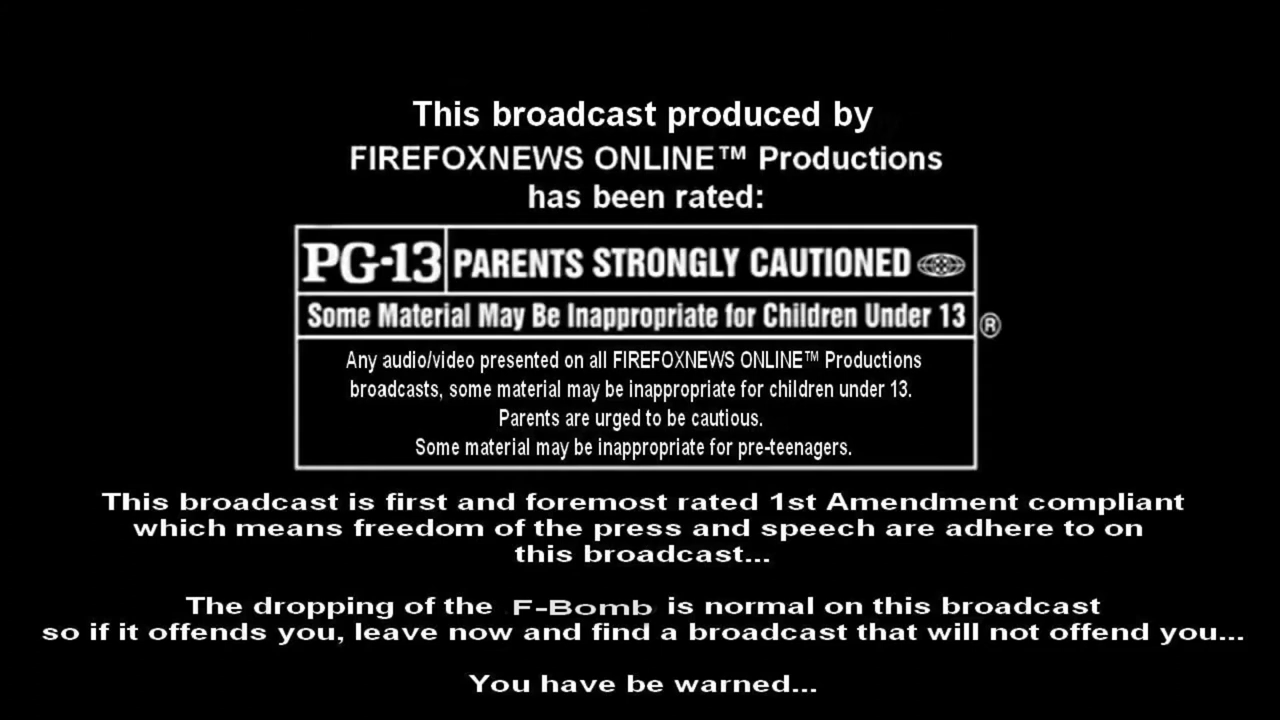 This broadcast produced by
FIREFOXNEWS ONLINE™ Productions
has been rated:
PG-13 PARENTS STRONGLY CAUTIONED
Some Material May Be Inappropriate for Children Under 13 ®
Any audio/video presented on all FIREFOXNEWS ONLINE™ Productions
broadcasts, some material may be inappropriate for children under 13.
Parents are urged to be cautious.
Some material may be inappropriate for pre-teenagers.
This broadcast is first and foremost rated 1st Amendment compliant
which means freedom of the press and speech are adhere to on
this broadcast...
The dropping of the F-Bomb is normal on this broadcast
so if it offends you, leave now and find a broadcast that will not offend you...
You have be warned...